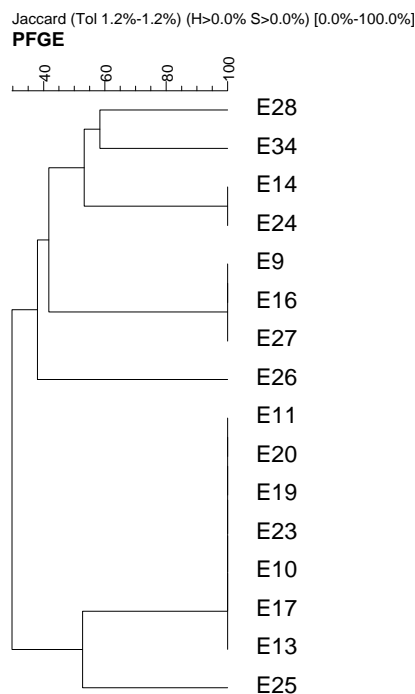 Jaccard (Tol 1.2%-1.2%) (H>0.0% S>0.0%) [0.0%-100.0%]
PFGE
40 60 80 100
E28
E34
E14
E24
E9
E16
E27
E26
E11
E20
E19
E23
E10
E17
E13
E25